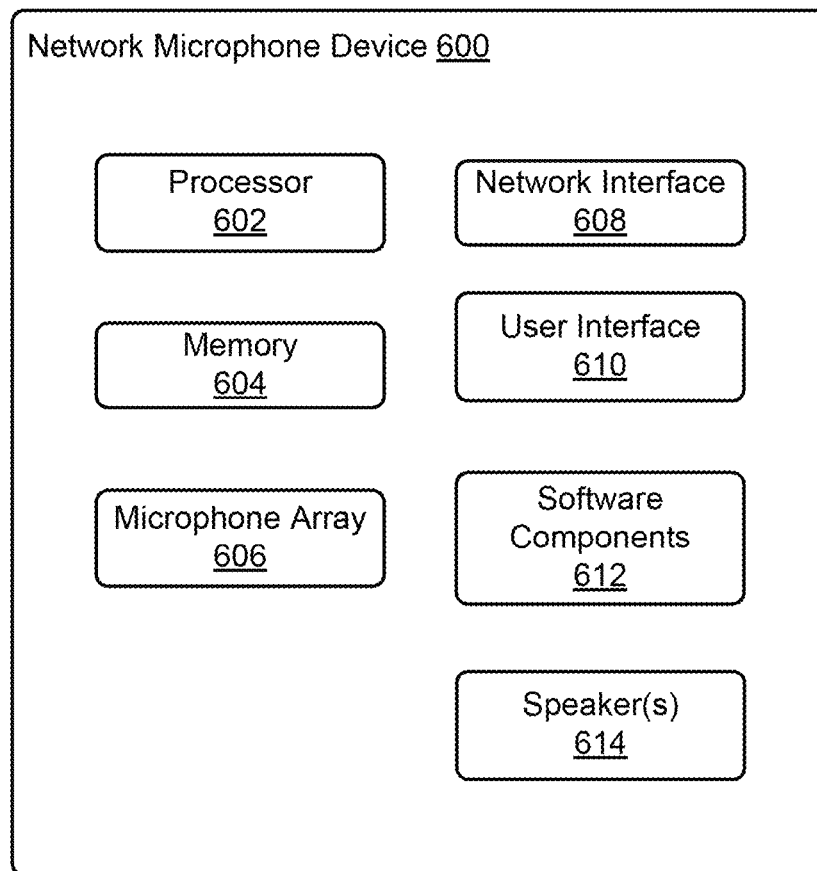 Network Microphone Device 600
Processor
602
Memory
604
Microphone Array
606
Network Interface
608
User Interface
610
Software
Components
612
Speaker(s)
614